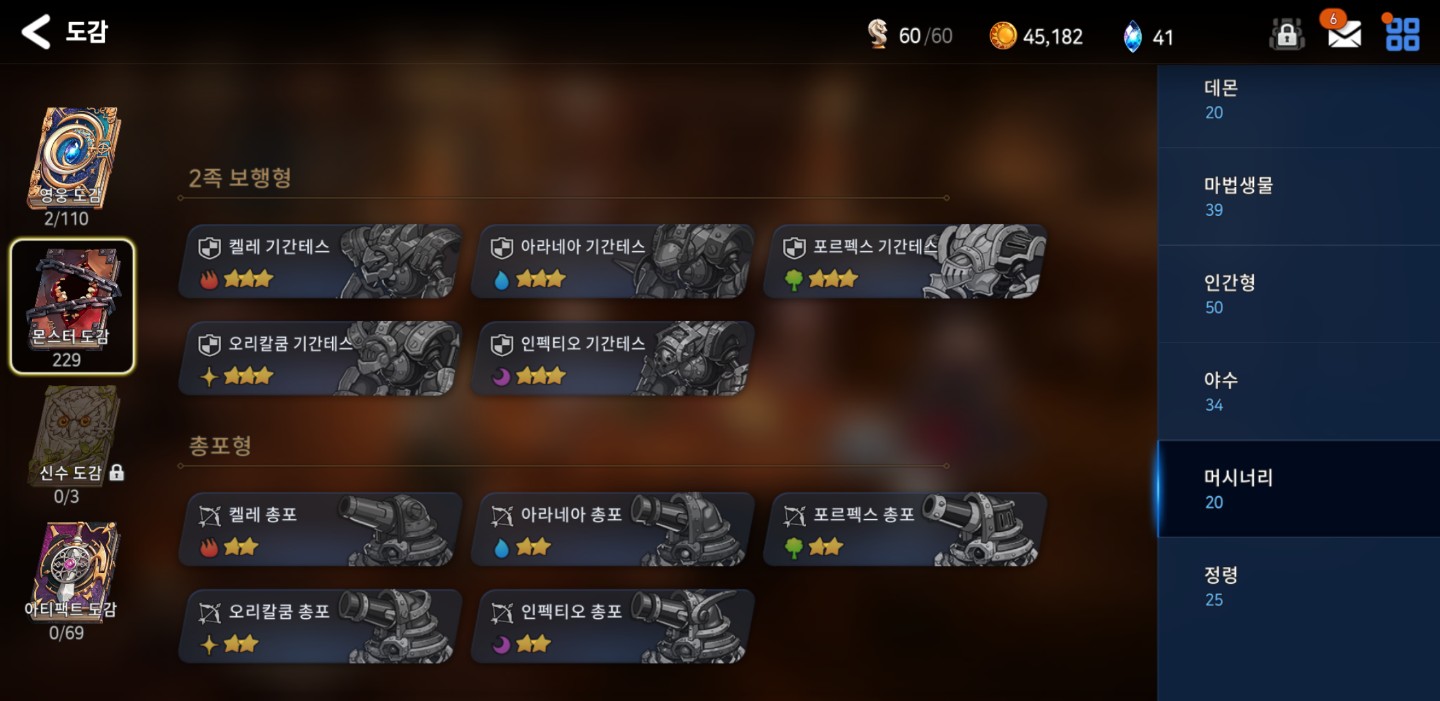 도감
60/60
45,182
41
6
영웅 도감
2/110
몬스터 도감
229
신수 도감
0/3
아티팩트 도감
0/69
2족 보행형
켈레 기간테스
아라네아 기간테스
포르펙스 기간테스
오리칼쿰 기간테스
인펙티오 기간테스
총포형
켈레 총포
아라네아 총포
포르펙스 총포
오리칼쿰 총포
인펙티오 총포
데몬
20
마법생물
39
인간형
50
야수
34
머시너리
20
정령
25